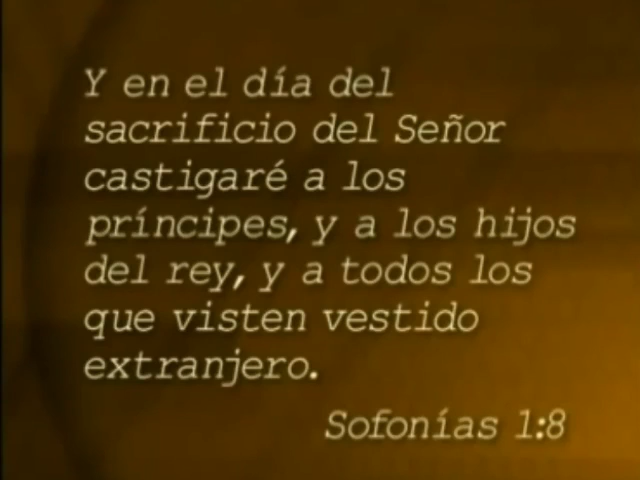 Y en el día del
sacrificio del Señor
castigaré a los
príncipes, y a los hijos
del rey, y a todos los
que visten vestido
extranjero.
Sofonías 1:8